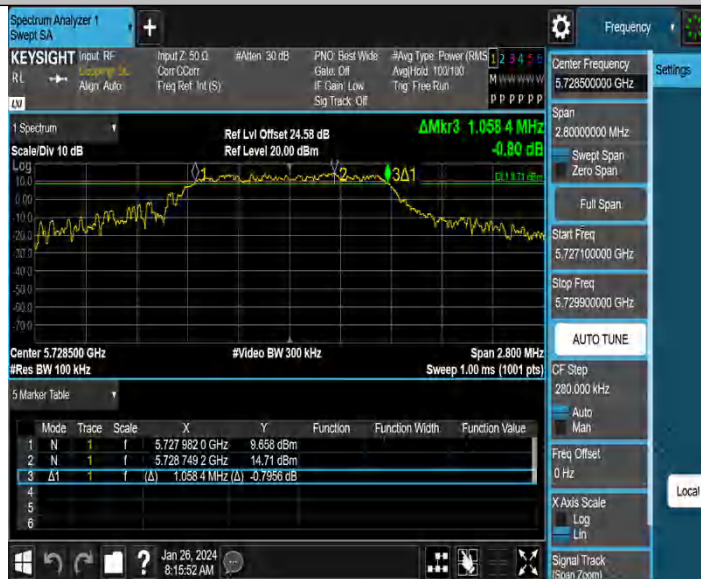 Spectrum Analyzer 1
Swept SA
Frequency
KEYSIGHT
Input: RF
Input Z: 50 Ω
#Atten: 30 dB
PNO: Best Wide
#Avg Type: Power (RMS
1 2 3 4 5 6
RL
Corr CCorr
Gate: Off
Avg|Hold: 100/100
M W W W W W
Align: Auto
Freq Ref: Int (S)
IF Gain: Low
Trig: Free Run
Sig Track: Off
P P P P P P
LXI
Center Frequency
5.728500000 GHz
Settings
Span
2.80000000 MHz
Swept Span
Zero Span
Full Span
Start Freq
5.727100000 GHz
Stop Freq
5.729900000 GHz
AUTO TUNE
CF Step
280.000 kHz
Auto
Man
Freq Offset
0 Hz
X Axis Scale
Log
Lin
Signal Track
(Span Zoom)
Local
1 Spectrum
Scale/Div 10 dB
Ref Lvl Offset 24.58 dB
Ref Level 20.00 dBm
ΔMkr3 1.058 4 MHz
-0.80 dB
Log
1
2
3Δ1
DL1 9.71 dBm
10.0
0.00
-10.0
-20.0
-30.0
-40.0
-50.0
-60.0
-70.0
Center 5.728500 GHz
#Video BW 300 kHz
Span 2.800 MHz
#Res BW 100 kHz
Sweep 1.00 ms (1001 pts)
5 Marker Table
Mode Trace Scale X Y Function Function Width Function Value
1 N 1 f 5.727 982 0 GHz 9.658 dBm
2 N 1 f 5.728 749 2 GHz 14.71 dBm
3 Δ1 1 f (Δ) 1.058 4 MHz (Δ) -0.7956 dB
4
5
6
?
Jan 26, 2024
8:15:52 AM